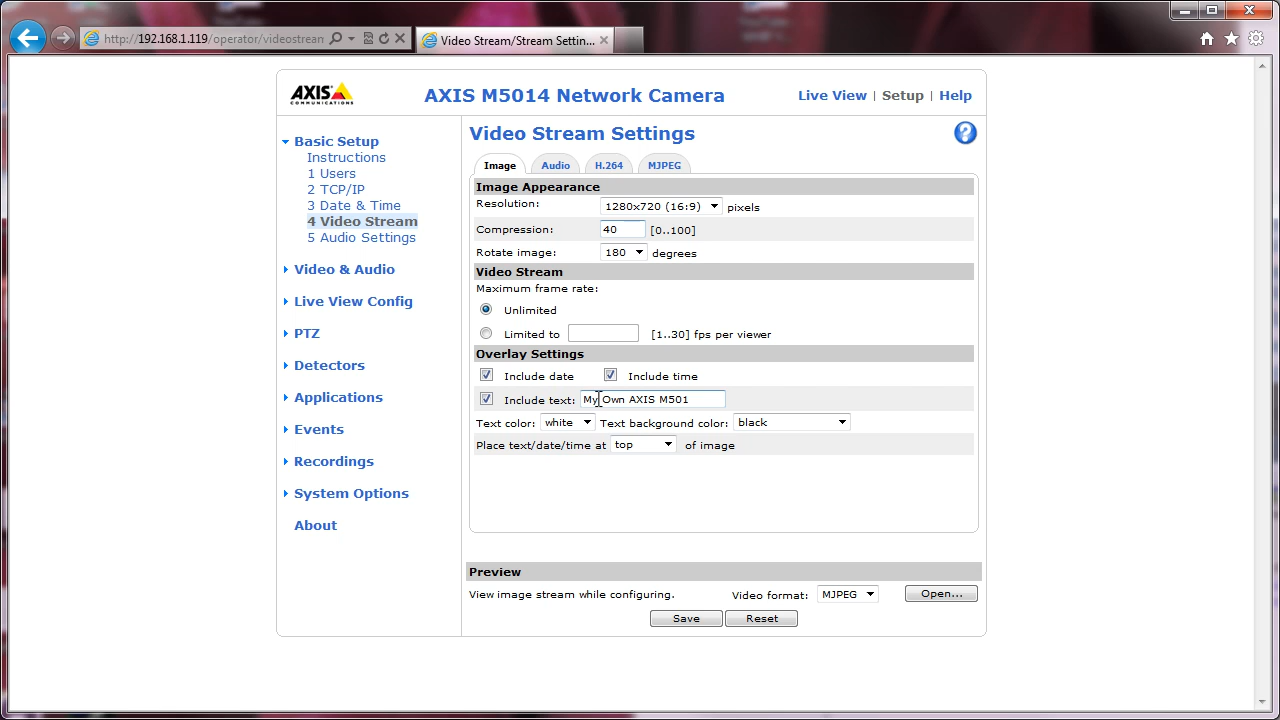 http://192.168.1.119/operator/videostream
Video Stream/Stream Settin...
AXIS
COMMUNICATIONS
AXIS M5014 Network Camera
Live View | Setup | Help
Basic Setup
Instructions
1 Users
2 TCP/IP
3 Date & Time
4 Video Stream
5 Audio Settings
Video & Audio
Live View Config
PTZ
Detectors
Applications
Events
Recordings
System Options
About
Video Stream Settings
?
Image Audio H.264 MJPEG
Image Appearance
Resolution: 1280x720 (16:9) pixels
Compression: 40 [0..100]
Rotate image: 180 degrees
Video Stream
Maximum frame rate:
Unlimited
Limited to [1..30] fps per viewer
Overlay Settings
Include date Include time
Include text: My Own AXIS M501
Text color: white Text background color: black
Place text/date/time at top of image
Preview
View image stream while configuring. Video format: MJPEG Open...
Save Reset